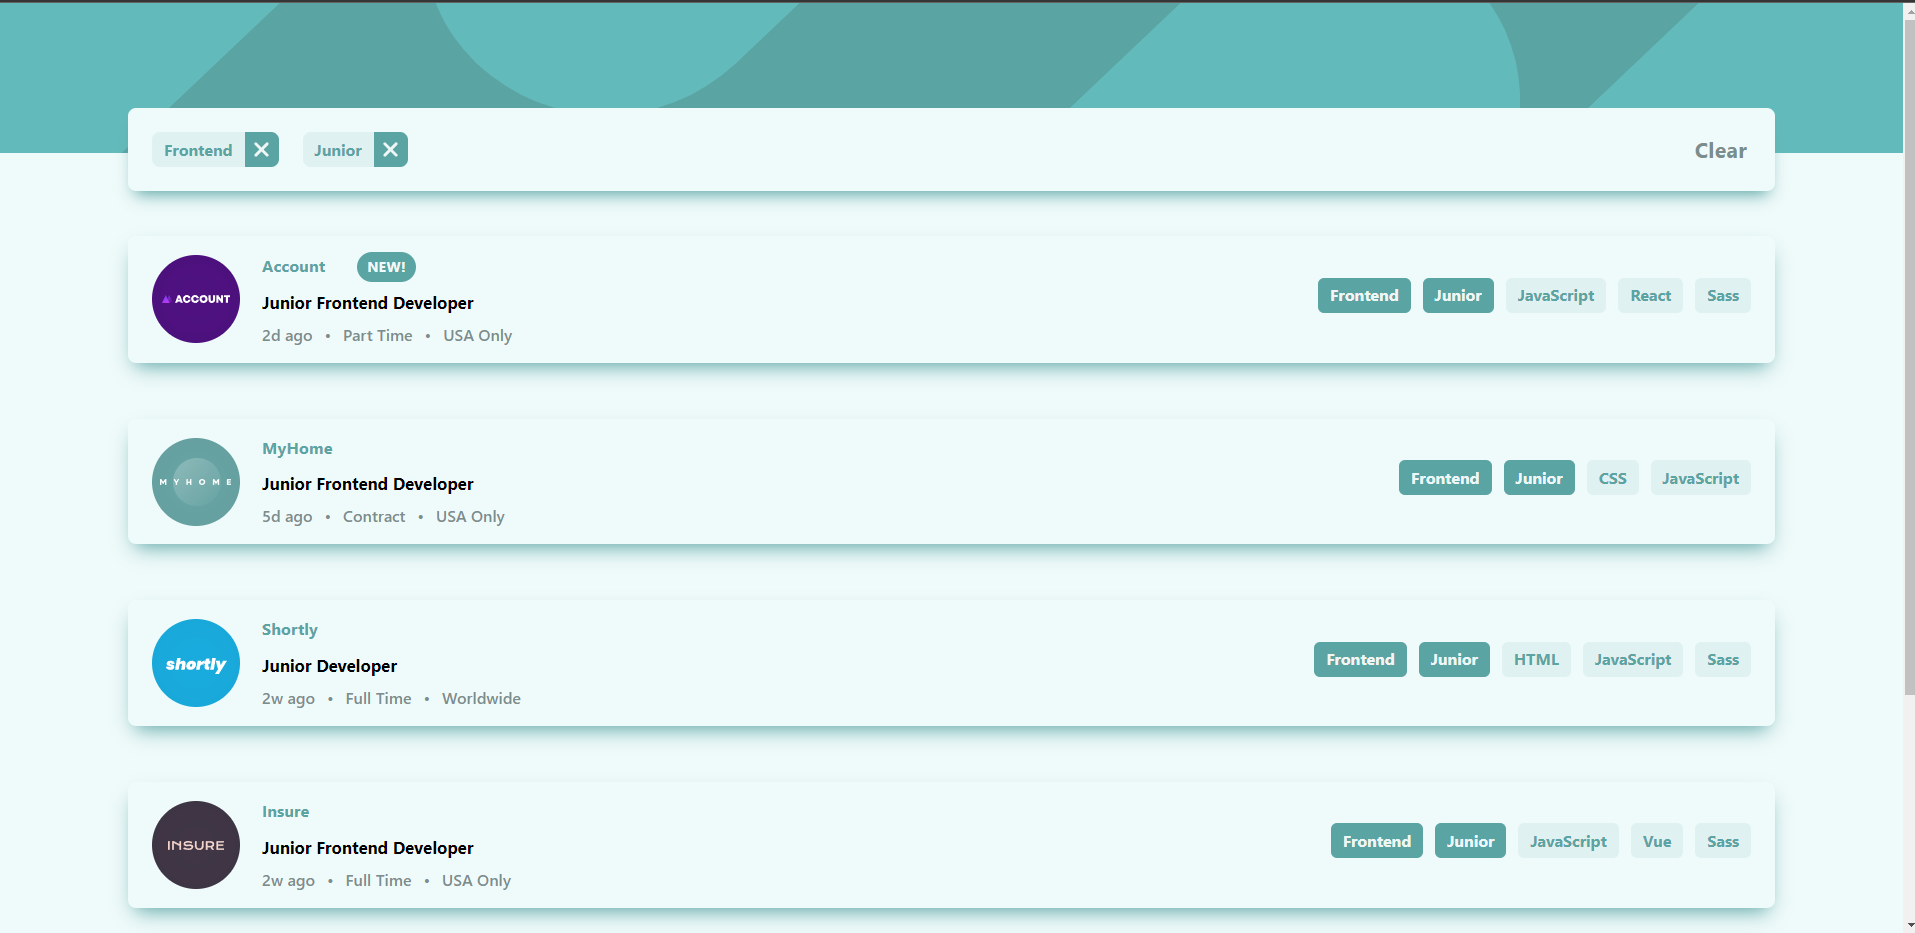 Frontend Junior Clear
ACCOUNT
Account NEW!
Junior Frontend Developer
2d ago • Part Time • USA Only
Frontend Junior JavaScript React Sass
MYHOME
MyHome
Junior Frontend Developer
5d ago • Contract • USA Only
Frontend Junior CSS JavaScript
shortly
Shortly
Junior Developer
2w ago • Full Time • Worldwide
Frontend Junior HTML JavaScript Sass
INSURE
Insure
Junior Frontend Developer
2w ago • Full Time • USA Only
Frontend Junior JavaScript Vue Sass